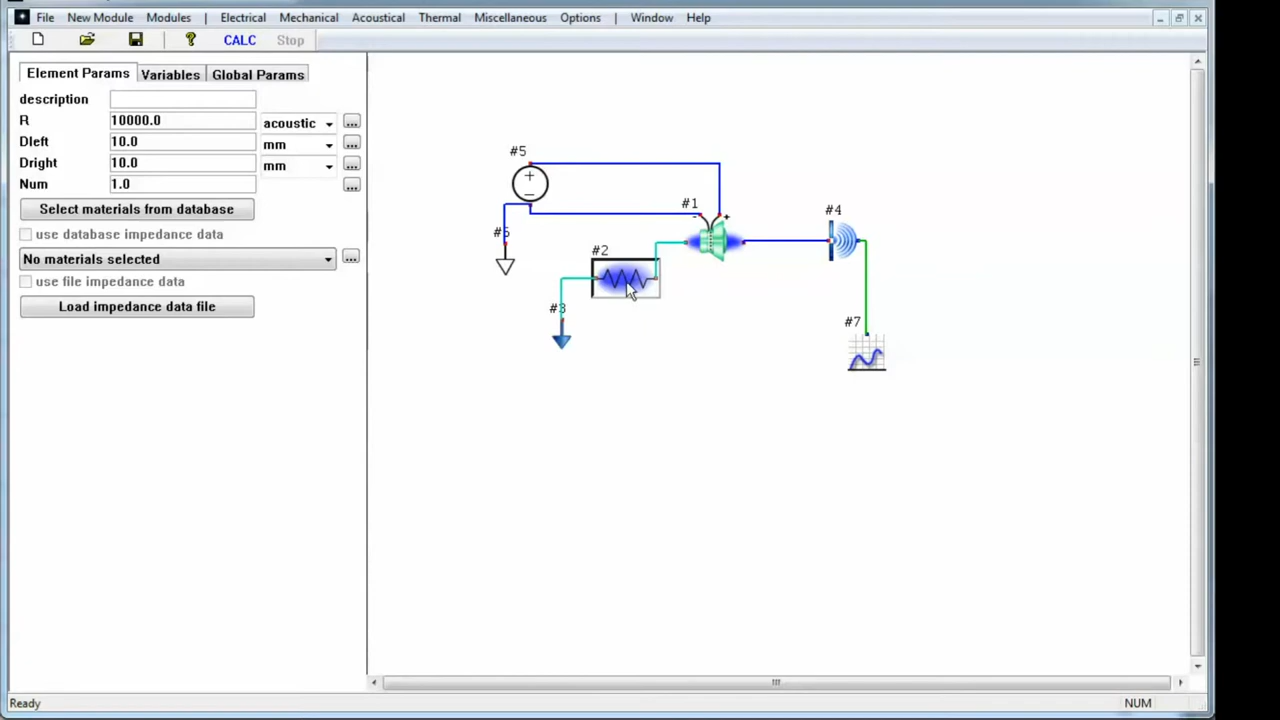 File New Module Modules Electrical Mechanical Acoustical Thermal Miscellaneous Options Window Help
? CALC Stop
Element Params Variables Global Params
description
R 10000.0 acoustic ...
Dleft 10.0 mm ...
Dright 10.0 mm ...
Num 1.0 ...
Select materials from database
use database impedance data
No materials selected ...
use file impedance data
Load impedance data file
#5
+
−
#1
- +
#4
#6
#2
#3
#7
Ready NUM